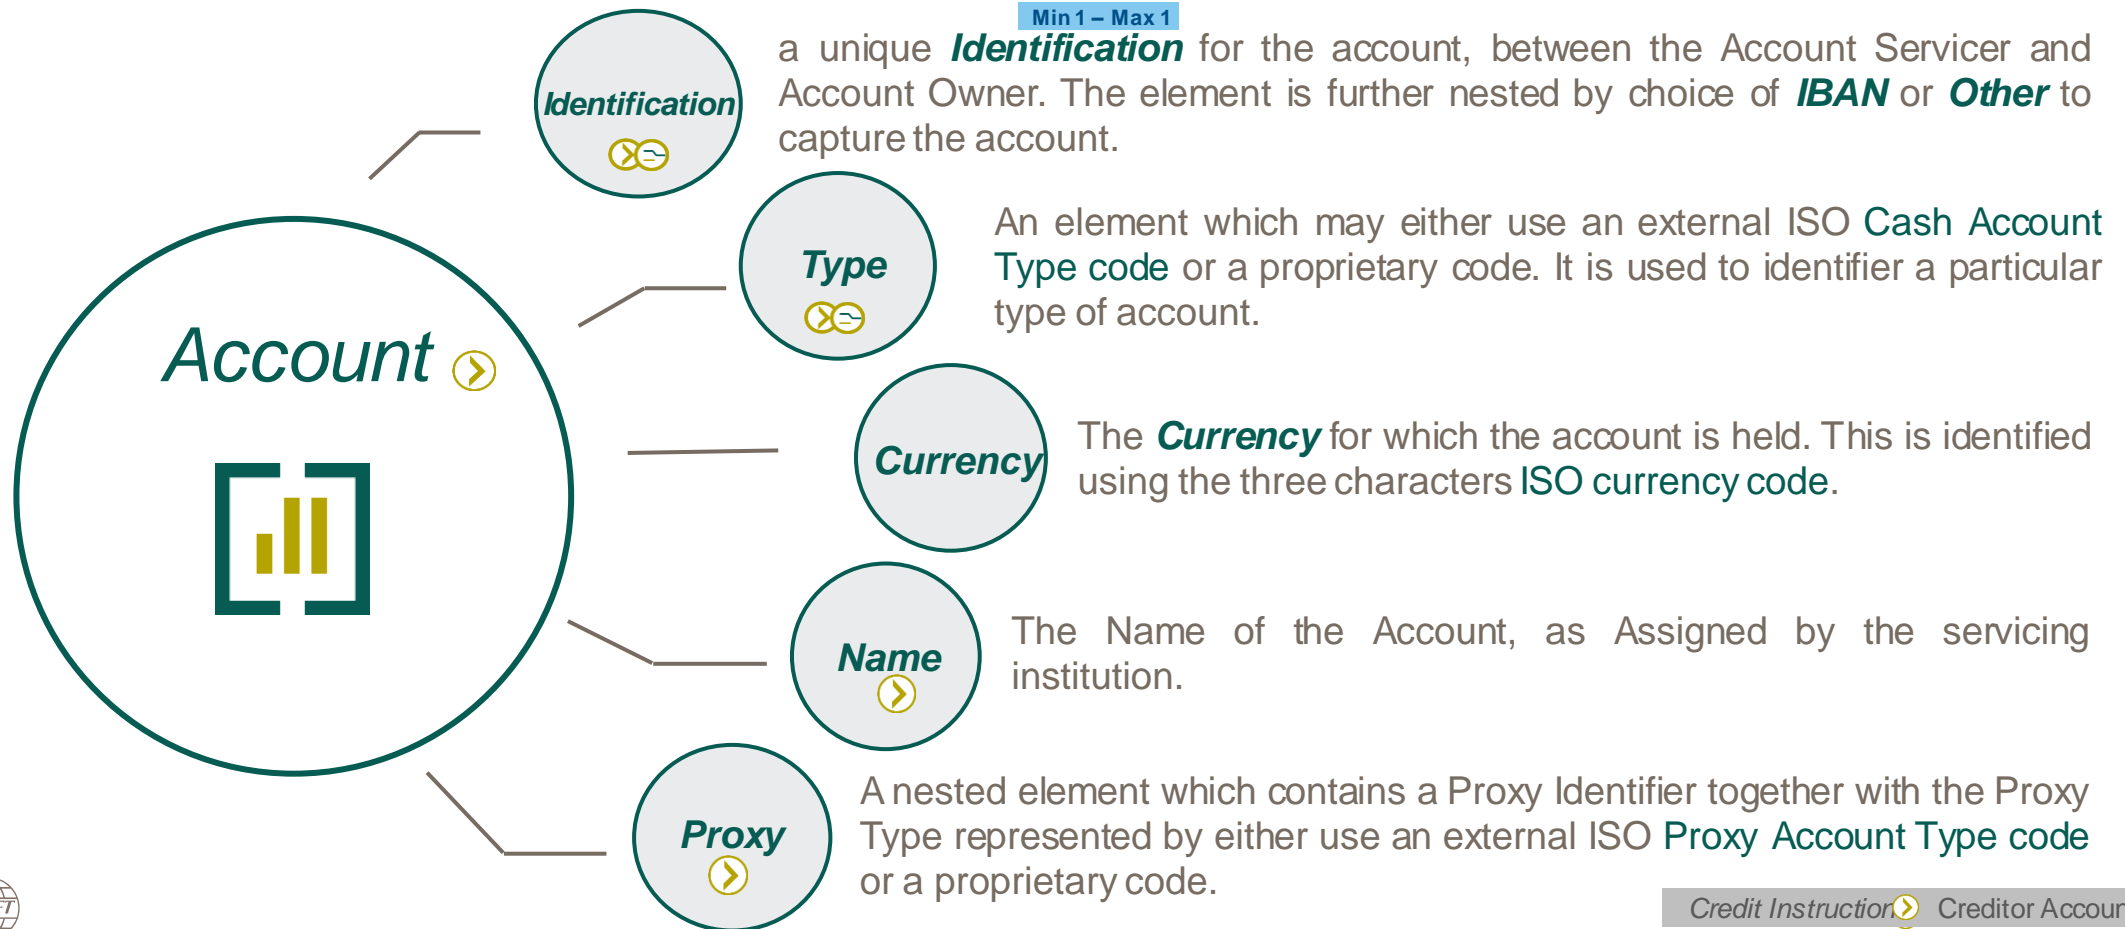 Min 1 – Max 1
a unique Identification for the account, between the Account Servicer and
Account Owner. The element is further nested by choice of IBAN or Other to
capture the account.
Identification
An element which may either use an external ISO Cash Account
Type code or a proprietary code. It is used to identifier a particular
type of account.
Type
Account
The Currency for which the account is held. This is identified
using the three characters ISO currency code.
Currency
The Name of the Account, as Assigned by the servicing
institution.
Name
A nested element which contains a Proxy Identifier together with the Proxy
Type represented by either use an external ISO Proxy Account Type code
or a proprietary code.
Proxy
Credit Instruction Creditor Accoun